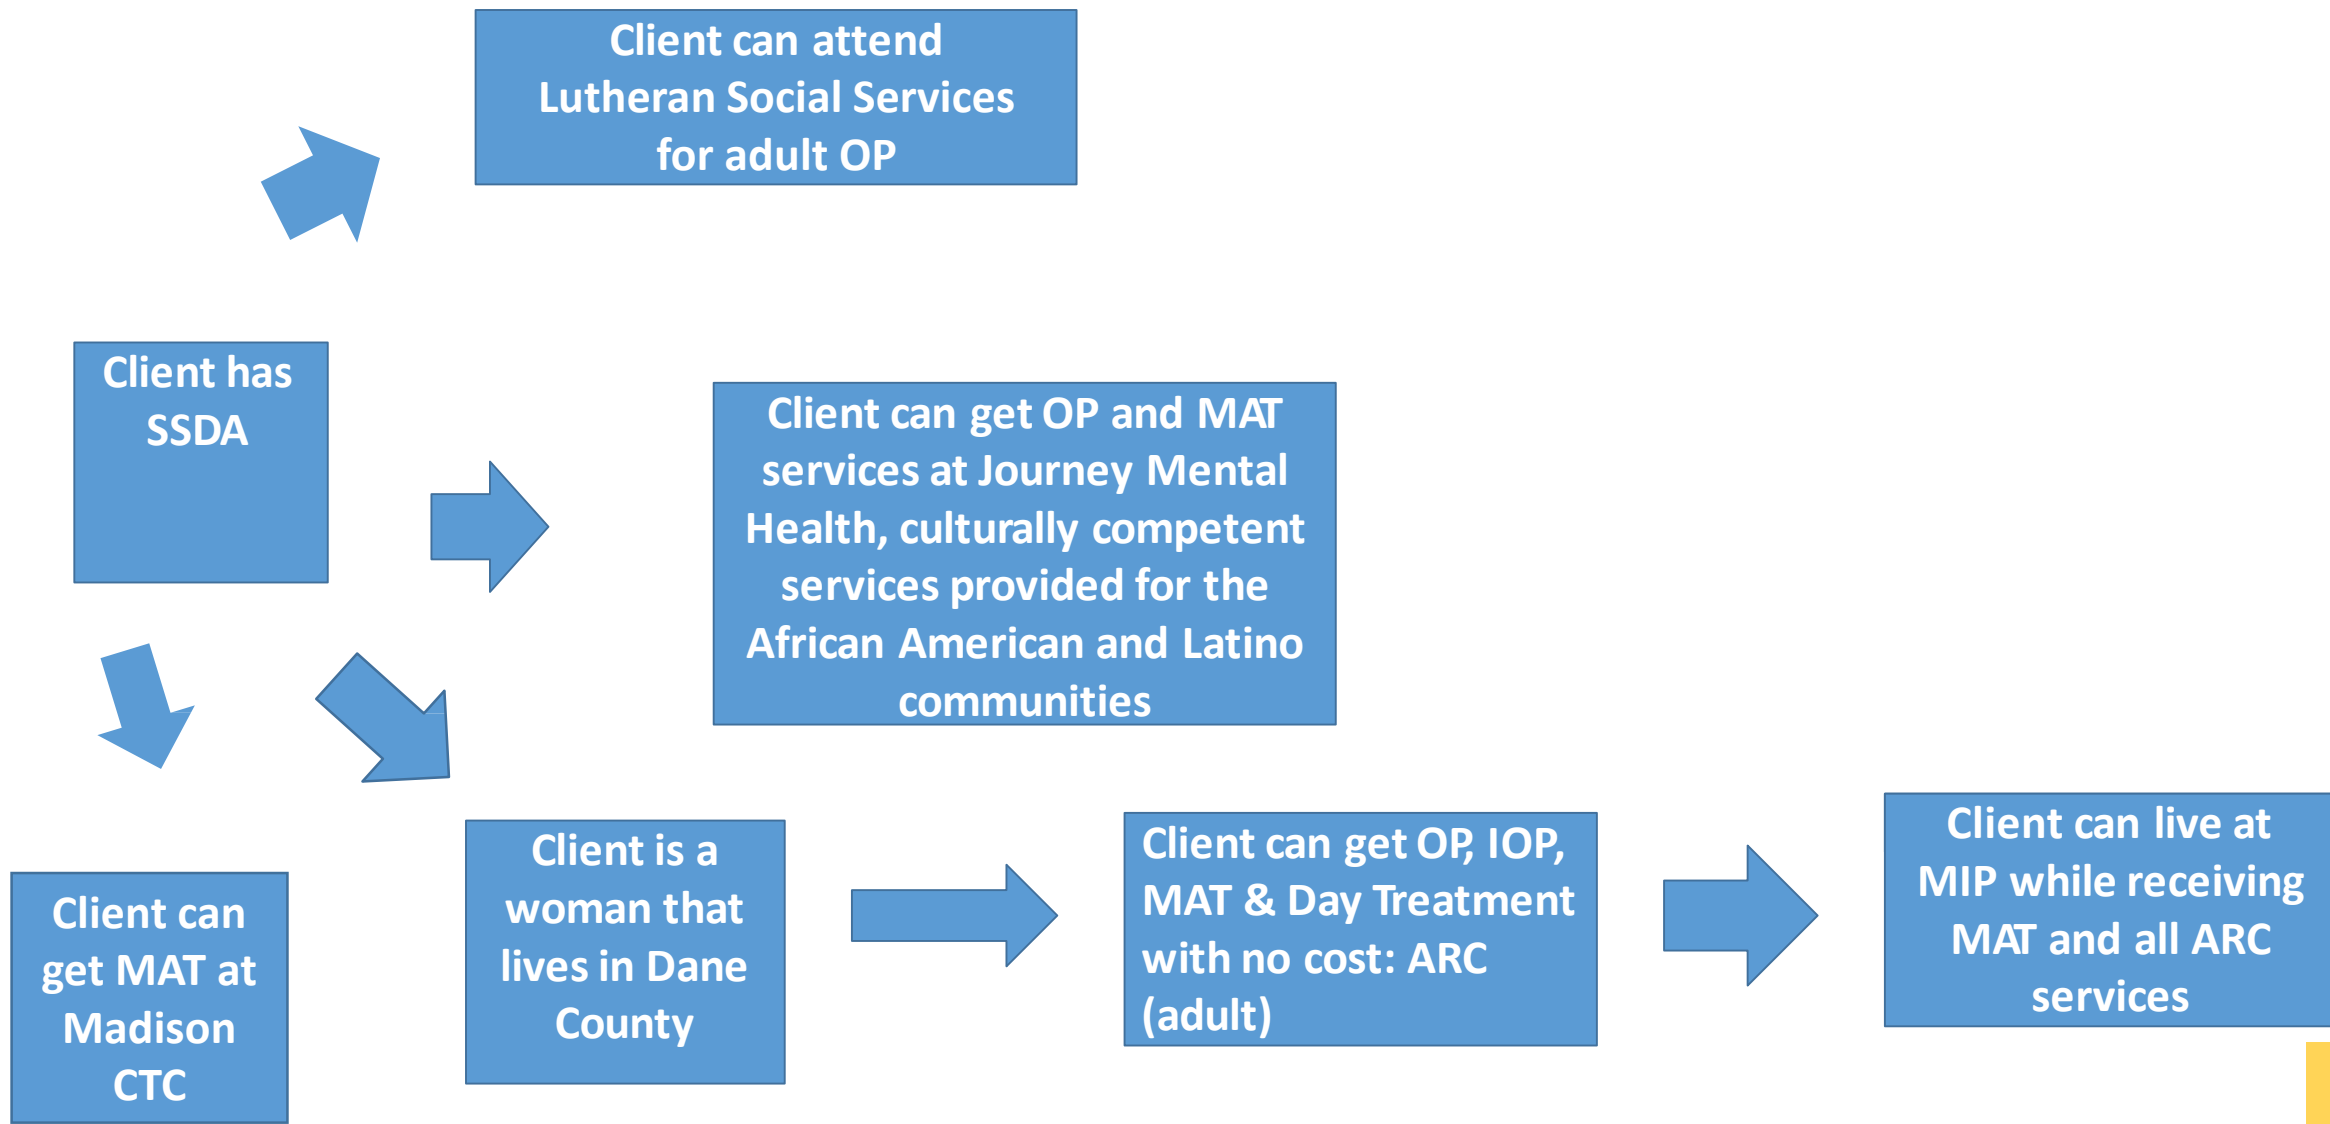 Client can attend
Lutheran Social Services
for adult OP
Client has
SSDA
Client can get OP and MAT
services at Journey Mental
Health, culturally competent
services provided for the
African American and Latino
communities
Client can
get MAT at
Madison
CTC
Client is a
woman that
lives in Dane
County
Client can get OP, IOP,
MAT & Day Treatment
with no cost: ARC
(adult)
Client can live at
MIP while receiving
MAT and all ARC
services